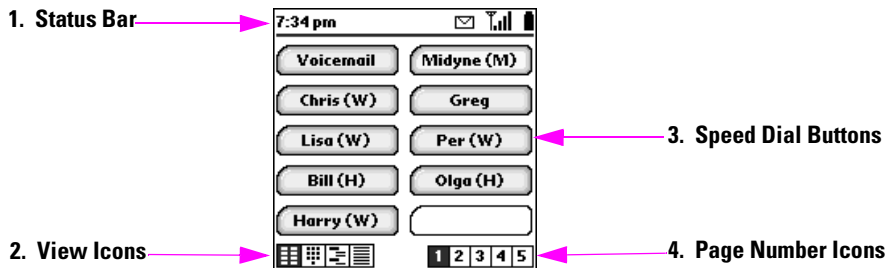 1. Status Bar
7:34 pm
Voicemail
Midyne (M)
Chris (W)
Greg
Lisa (W)
Per (W)
3. Speed Dial Buttons
Bill (H)
Olga (H)
Harry (W)
2. View Icons
1 2 3 4 5
4. Page Number Icons